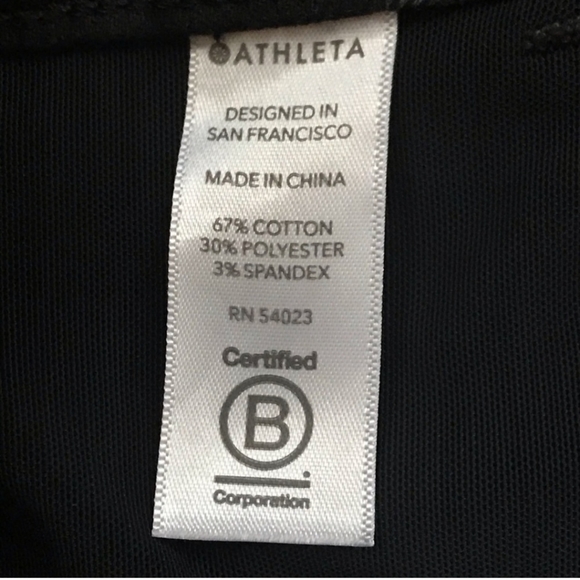 ATHLETA
DESIGNED IN
SAN FRANCISCO
MADE IN CHINA
67% COTTON
30% POLYESTER
3% SPANDEX
RN 54023
Certified
B
Corporation